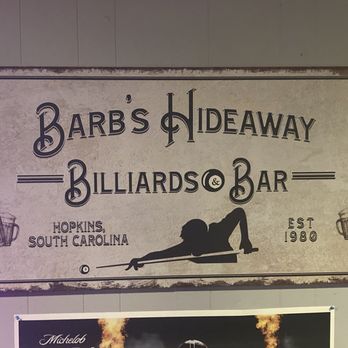 BARB'S HIDEAWAY
BILLIARDS & BAR
HOPKINS,
SOUTH CAROLINA
EST
1980
Michelob